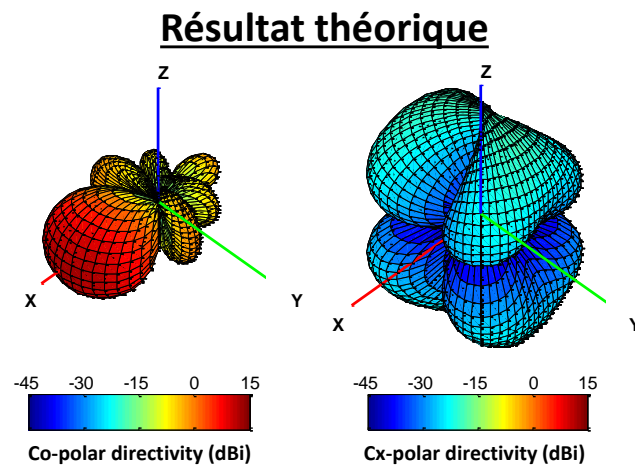 Résultat théorique
Z
Z
X
Y
X
Y
-45 -30 -15 0 15
-45 -30 -15 0 15
Co-polar directivity (dBi)
Cx-polar directivity (dBi)